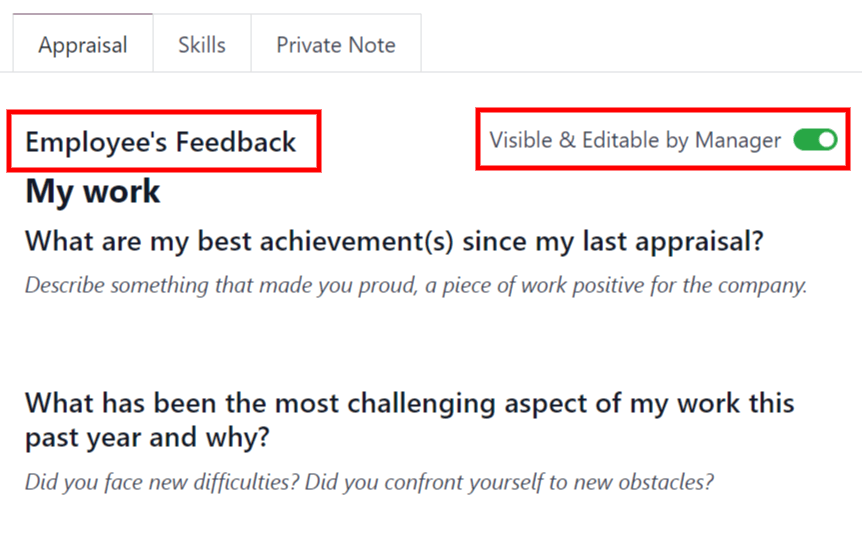 Appraisal Skills Private Note
Employee's Feedback Visible & Editable by Manager
My work
What are my best achievement(s) since my last appraisal?
Describe something that made you proud, a piece of work positive for the company.
What has been the most challenging aspect of my work this
past year and why?
Did you face new difficulties? Did you confront yourself to new obstacles?